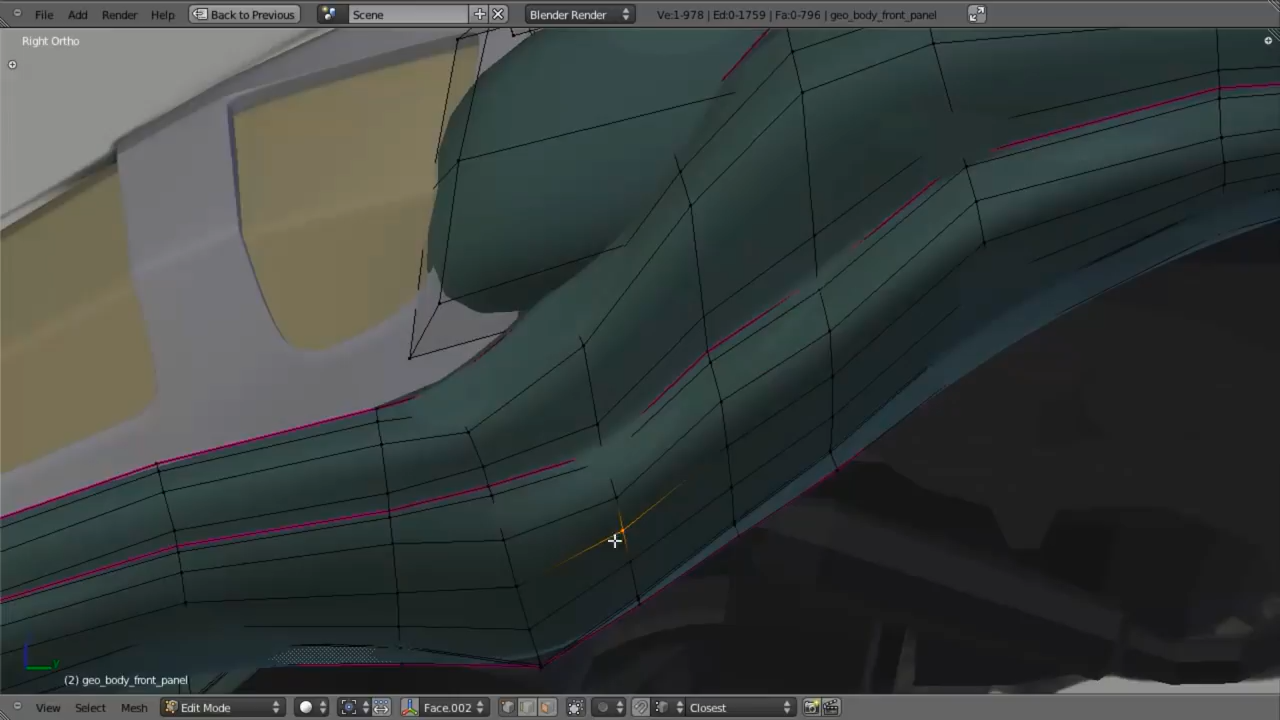 File Add Render Help Back to Previous Scene Blender Render Ve:1-978 | Ed:0-1759 | Fa:0-796 | geo_body_front_panel
Right Ortho
y
(2) geo_body_front_panel
View Select Mesh Edit Mode Face.002 Closest